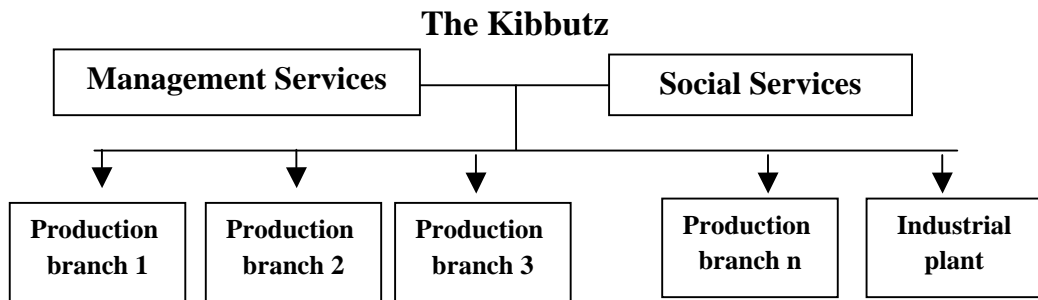 The Kibbutz
Management Services
Social Services
Production
branch 1
Production
branch 2
Production
branch 3
Production
branch n
Industrial
plant